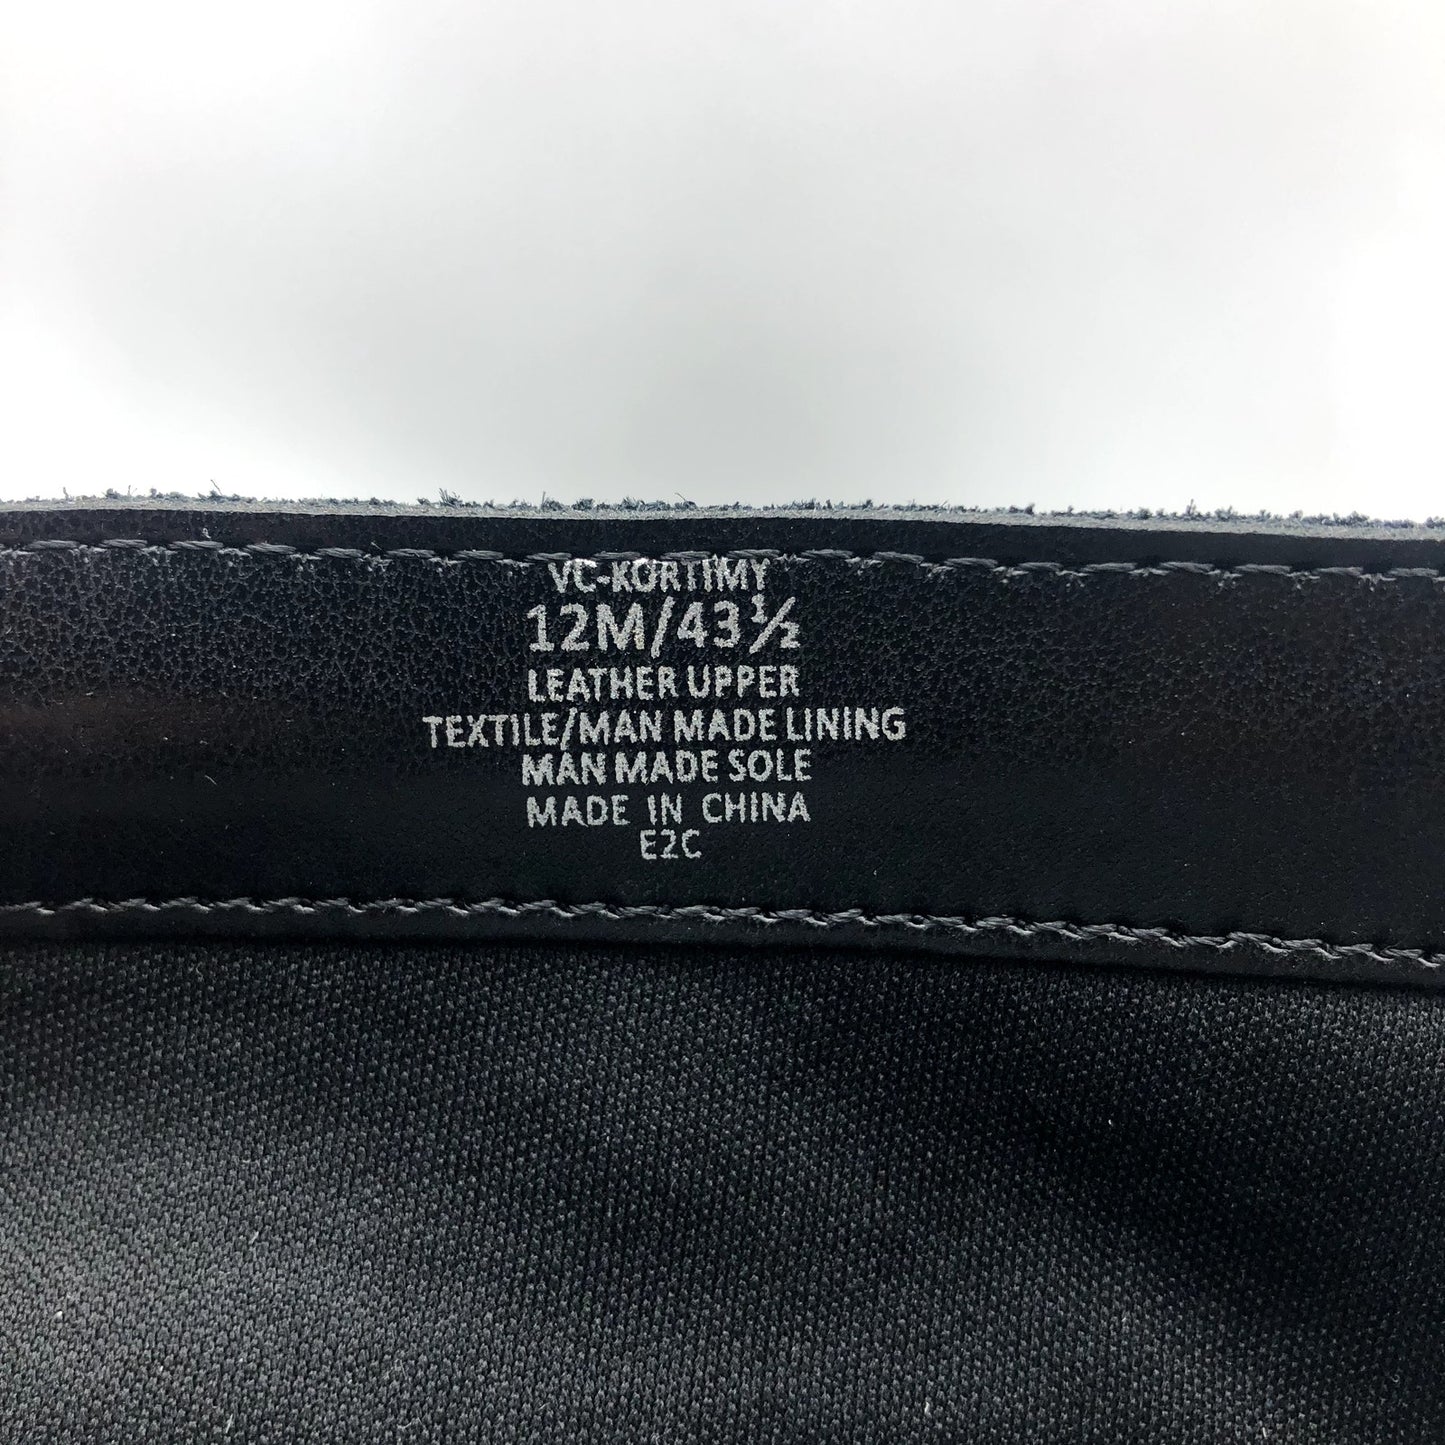 VC-KORTIMY
12M/43½
LEATHER UPPER
TEXTILE/MAN MADE LINING
MAN MADE SOLE
MADE IN CHINA
E2C